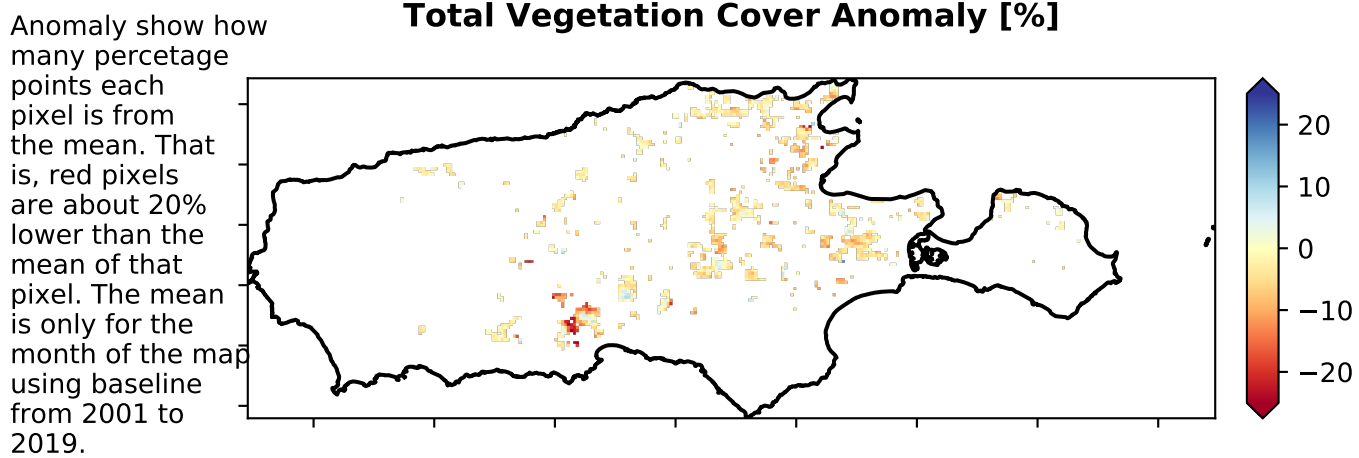 Total Vegetation Cover Anomaly [%]
Anomaly show how
many percetage
points each
pixel is from
the mean. That
is, red pixels
are about 20%
lower than the
mean of that
pixel. The mean
is only for the
month of the map
using baseline
from 2001 to
2019.
20
10
0
−10
−20